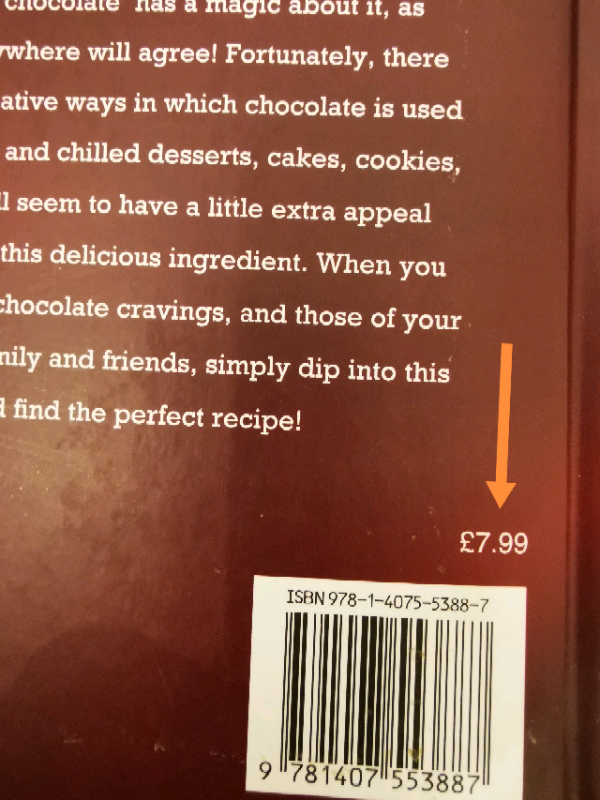 chocolate has a magic about it, as
ywhere will agree! Fortunately, there
ative ways in which chocolate is used
and chilled desserts, cakes, cookies,
ll seem to have a little extra appeal
this delicious ingredient. When you
chocolate cravings, and those of your
mily and friends, simply dip into this
d find the perfect recipe!
£7.99
ISBN 978-1-4075-5388-7
9 781407 553887